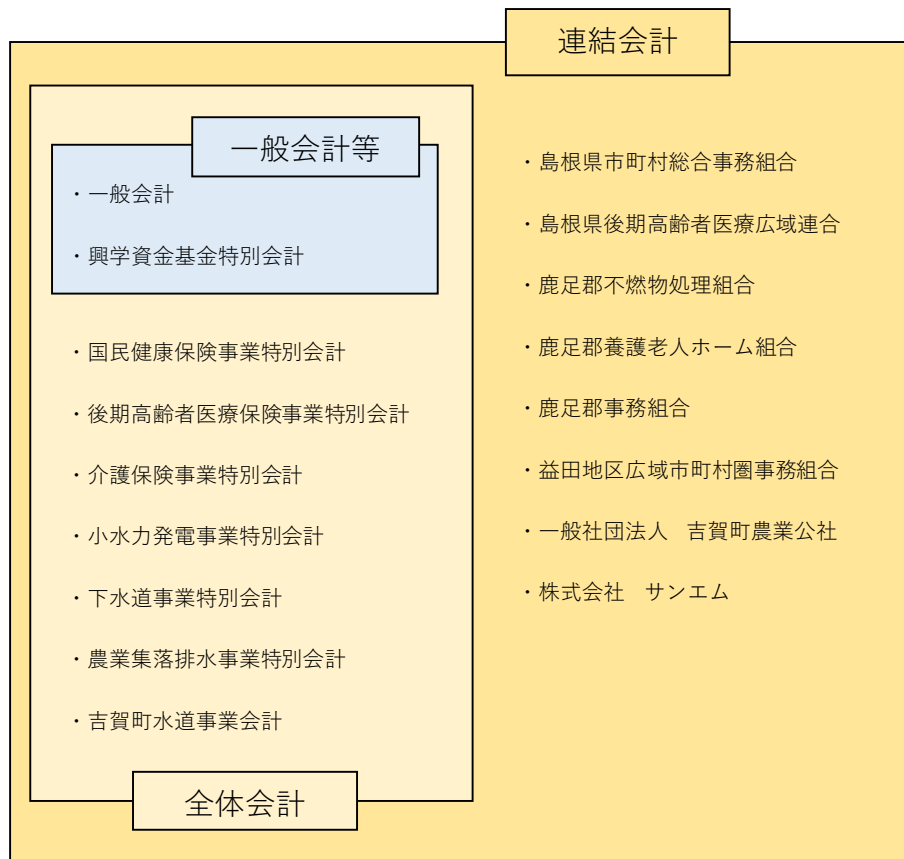 連結会計
一般会計等
・一般会計
・興学資金基金特別会計
・国民健康保険事業特別会計
・後期高齢者医療保険事業特別会計
・介護保険事業特別会計
・小水力発電事業特別会計
・下水道事業特別会計
・農業集落排水事業特別会計
・吉賀町水道事業会計
全体会計
・島根県市町村総合事務組合
・島根県後期高齢者医療広域連合
・鹿足郡不燃物処理組合
・鹿足郡養護老人ホーム組合
・鹿足郡事務組合
・益田地区広域市町村圏事務組合
・一般社団法人　吉賀町農業公社
・株式会社　サンエム